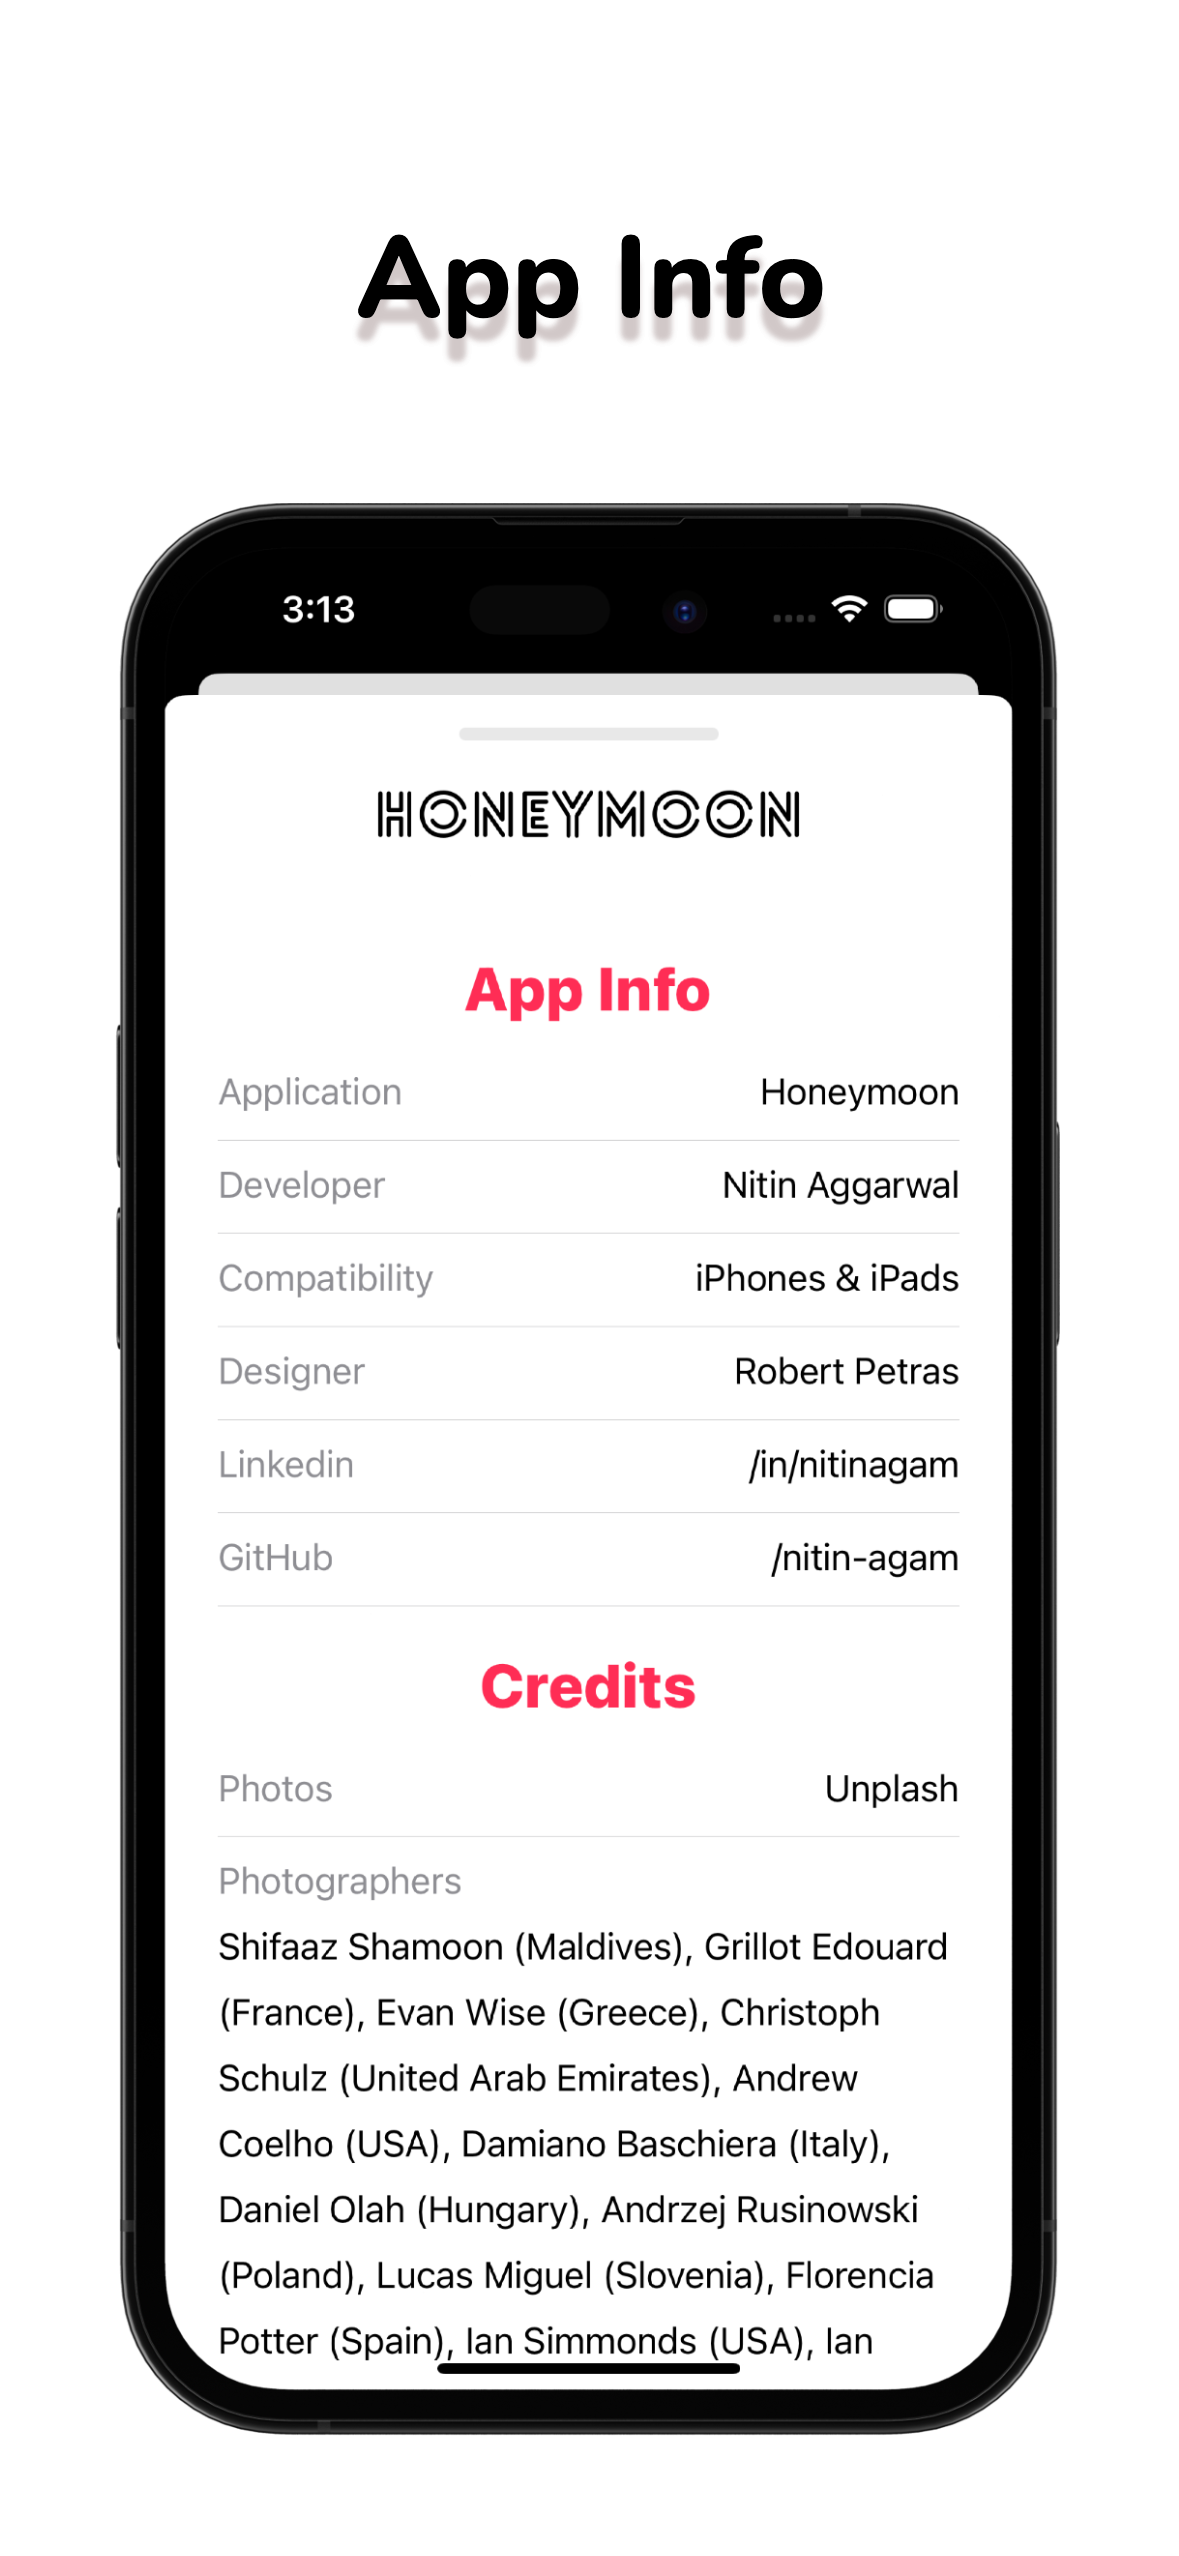 App Info
3:13
HONEYMOON
App Info
Application Honeymoon
Developer Nitin Aggarwal
Compatibility iPhones & iPads
Designer Robert Petras
Linkedin /in/nitinagam
GitHub /nitin-agam
Credits
Photos Unplash
Photographers
Shifaaz Shamoon (Maldives), Grillot Edouard
(France), Evan Wise (Greece), Christoph
Schulz (United Arab Emirates), Andrew
Coelho (USA), Damiano Baschiera (Italy),
Daniel Olah (Hungary), Andrzej Rusinowski
(Poland), Lucas Miguel (Slovenia), Florencia
Potter (Spain), Ian Simmonds (USA), Ian